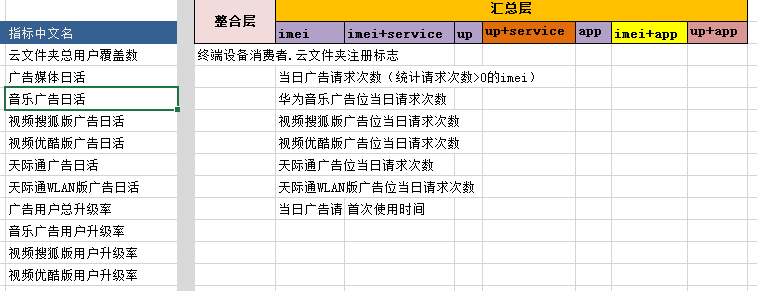 整合层 汇总层
指标中文名 imei imei+service up up+service app imei+app up+app
云文件夹总用户覆盖数 终端设备消费者.云文件夹注册标志
广告媒体日活 当日广告请求次数（统计请求次数>0的imei）
音乐广告日活 华为音乐广告位当日请求次数
视频搜狐版广告日活 视频搜狐版广告位当日请求次数
视频优酷版广告日活 视频优酷版广告位当日请求次数
天际通广告日活 天际通广告位当日请求次数
天际通WLAN版广告日活 天际通WLAN版广告位当日请求次数
广告用户总升级率 当日广告请 首次使用时间
音乐广告用户升级率
视频搜狐版用户升级率
视频优酷版用户升级率